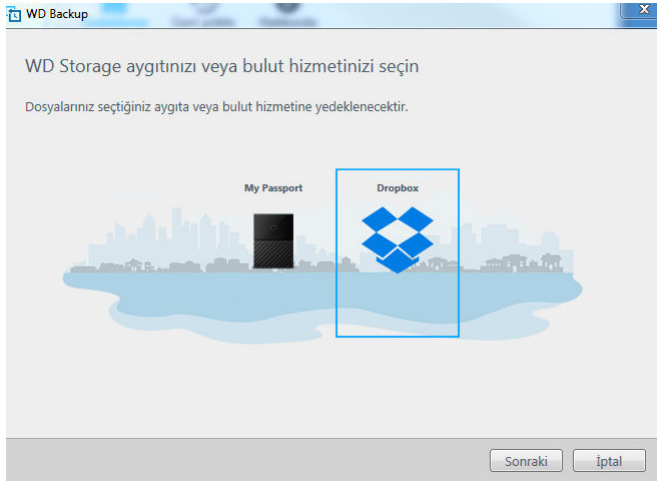 WD Backup
WD Storage aygıtınızı veya bulut hizmetinizi seçin
Dosyalarınız seçtiğiniz aygıta veya bulut hizmetine yedeklenecektir.
My Passport
Dropbox
Sonraki
İptal